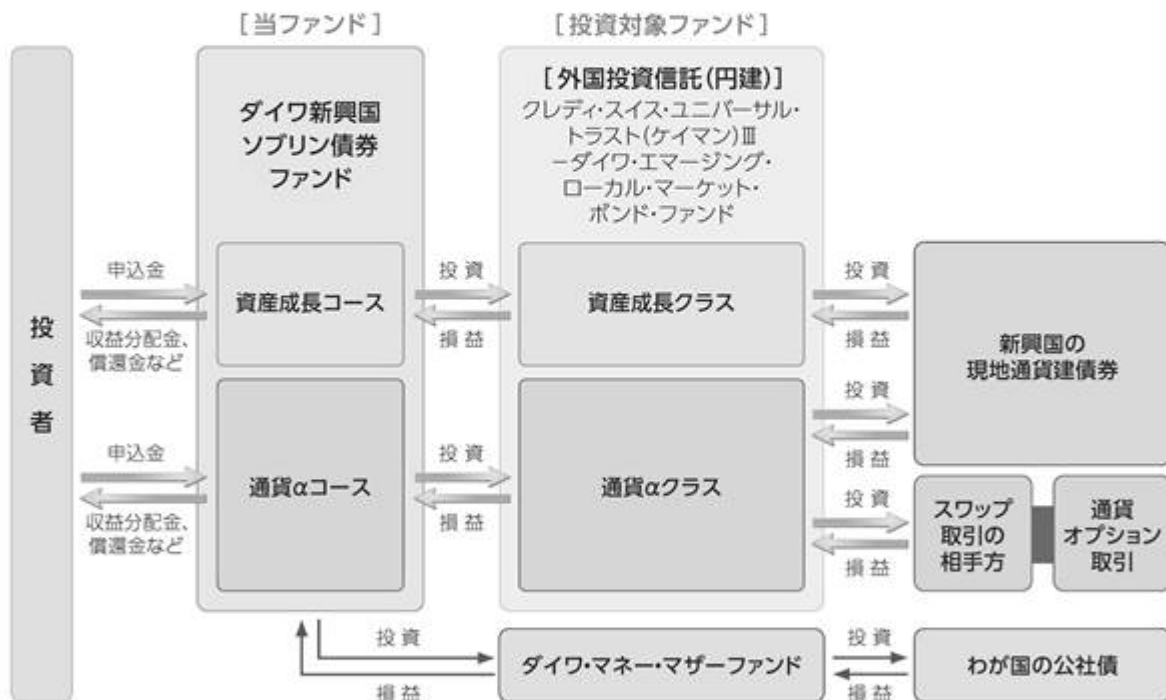 [当ファンド]
[投資対象ファンド]
投資者
ダイワ新興国
ソブリン債券
ファンド
[外国投資信託(円建)]
クレディ・スイス・ユニバーサル・
トラスト(ケイマン)Ⅲ
-ダイワ・エマージング・
ローカル・マーケット・
ボンド・ファンド
申込金
収益分配金、
償還金など
資産成長コース
投資
損益
資産成長クラス
投資
損益
新興国の
現地通貨建債券
投資
損益
申込金
収益分配金、
償還金など
通貨αコース
投資
損益
通貨αクラス
投資
損益
スワップ
取引の
相手方
通貨
オプション
取引
投資
損益
ダイワ・マネー・マザーファンド
投資
損益
わが国の公社債